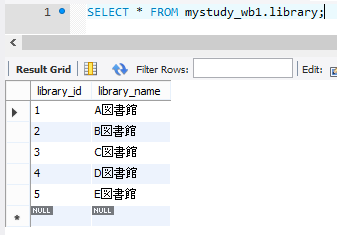 1 SELECT * FROM mystudy_wb1.library;
Result Grid Filter Rows: Edit:
library_id library_name
1 A図書館
2 B図書館
3 C図書館
4 D図書館
5 E図書館
NULL NULL